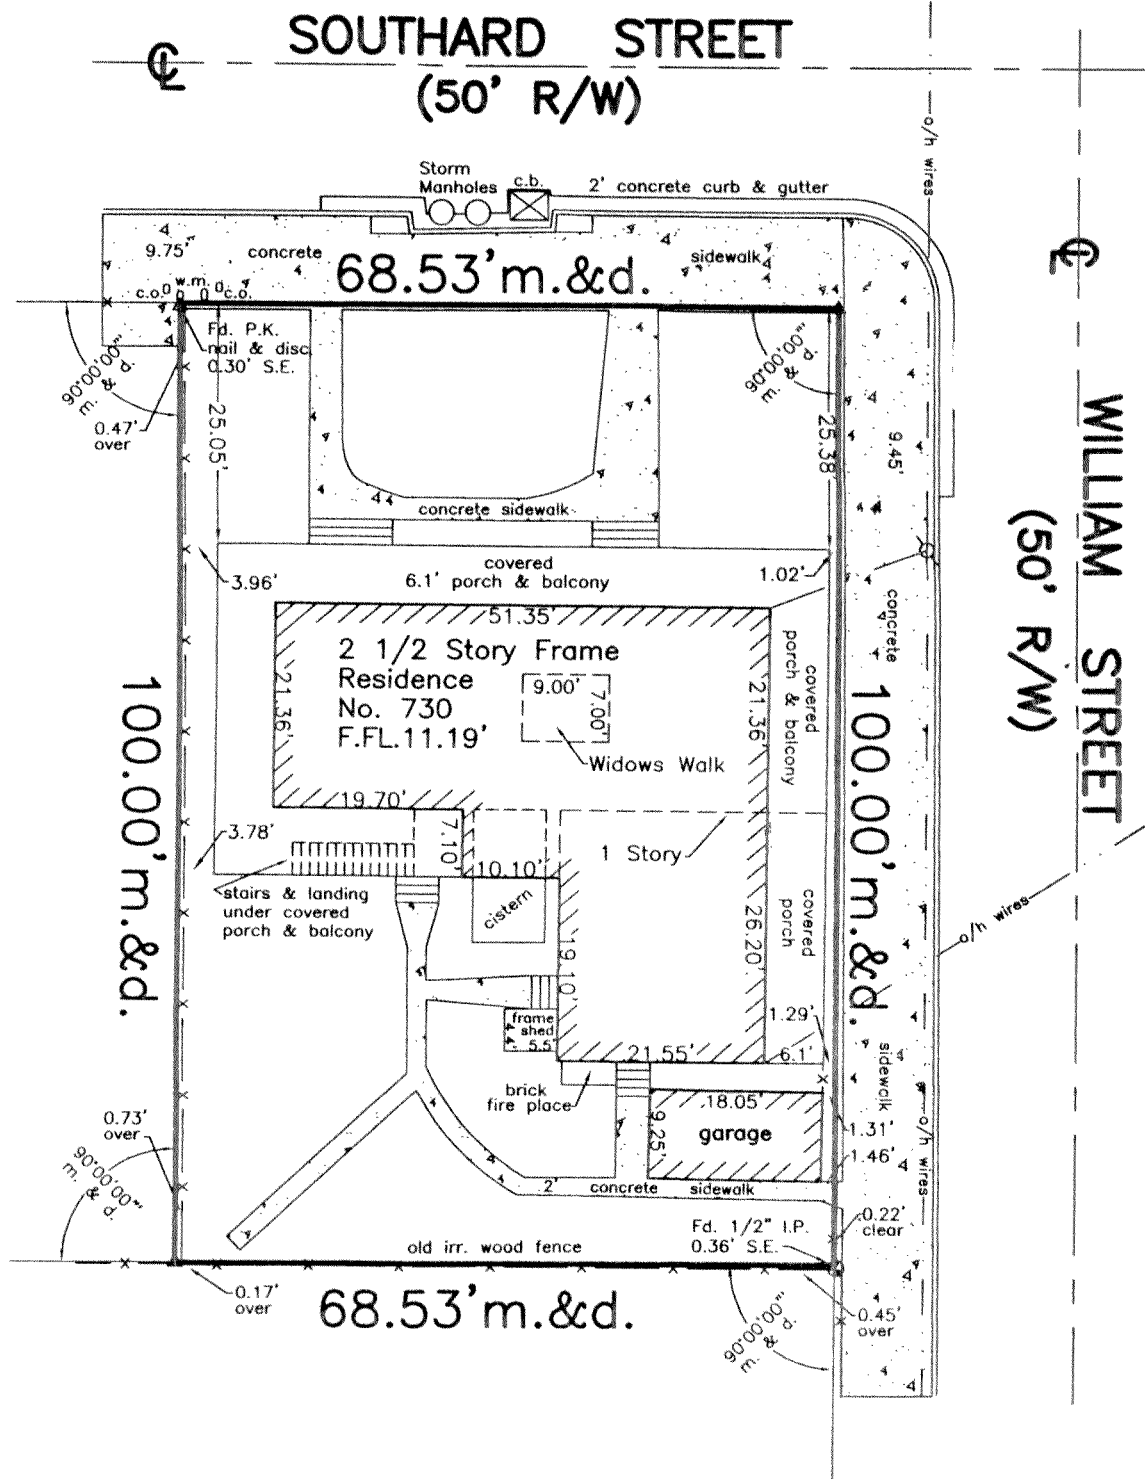 SOUTHARD STREET
(50' R/W)
℄
℄
WILLIAM STREET
(50' R/W)
o/h wires
Storm
Manholes
c.b.
2' concrete curb & gutter
9.75'
concrete
sidewalk
68.53'm.&d.
c.o.
w.m.
c.o.
Fd. P.K.
nail & disc
0.30' S.E.
90°00'00"
m. & d.
90°00'00"
m. & d.
0.47'
over
25.05'
25.38'
9.45'
concrete sidewalk
covered
6.1' porch & balcony
3.96'
1.02'
concrete
51.35'
2 1/2 Story Frame
Residence
No. 730
F.FL.11.19'
9.00'
7.00'
Widows Walk
21.36'
21.36'
covered
porch & balcony
100.00'm.&d.
100.00'm.&d.
19.70'
7.10'
3.78'
1 Story
10.10'
cistern
stairs & landing
under covered
porch & balcony
26.20'
covered
porch
o/h wires
19.10'
frame
shed
4.4'
5.5'
1.29'
21.55'
6.1'
sidewalk
brick
fire place
18.05'
9.25'
garage
1.31'
1.46'
o/h wires
0.73'
over
90°00'00"
m. & d.
2' concrete sidewalk
Fd. 1/2" I.P.
0.36' S.E.
0.22'
clear
old irr. wood fence
0.17'
over
68.53'm.&d.
90°00'00"
m. & d.
0.45'
over